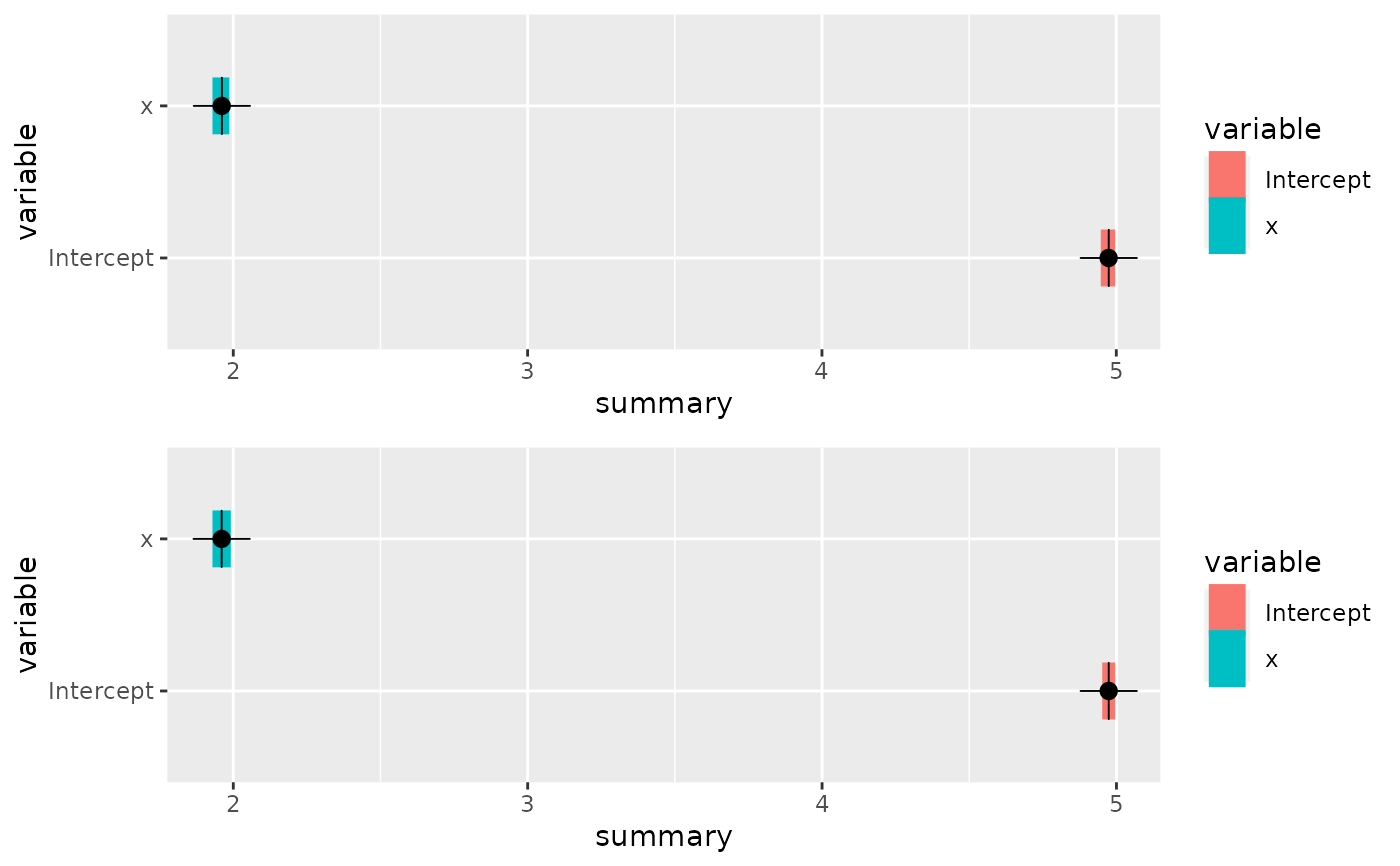 variable
x
Intercept
2 3 4 5
summary
variable
Intercept
x
variable
x
Intercept
2 3 4 5
summary
variable
Intercept
x